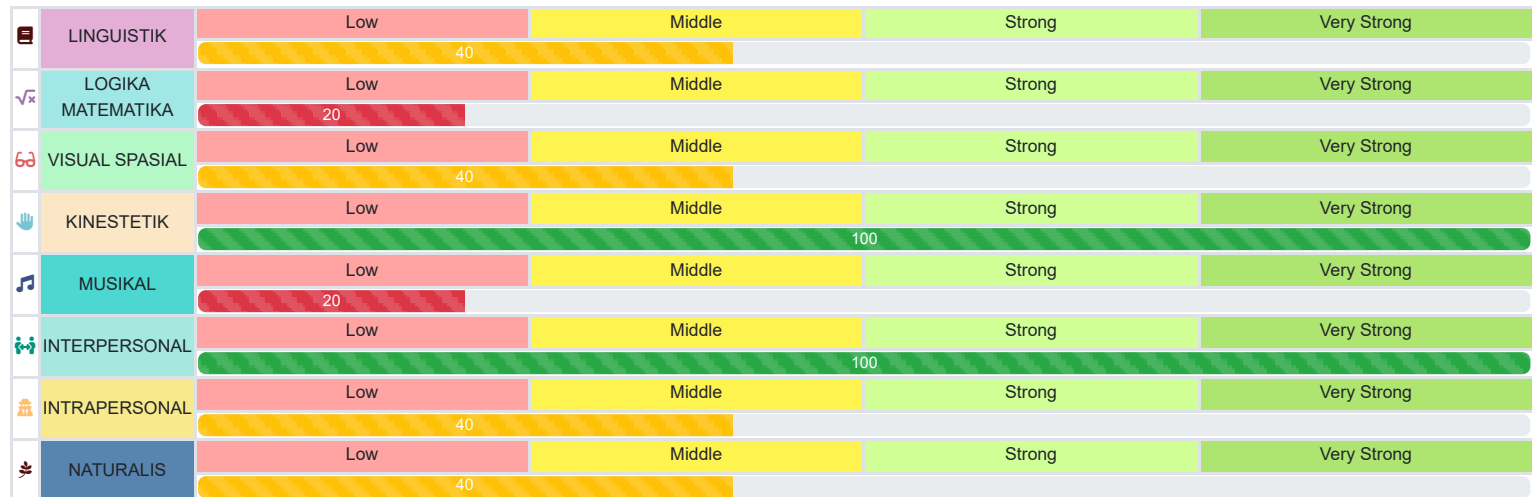 Low Middle Strong Very Strong
LINGUISTIK
40
Low Middle Strong Very Strong
LOGIKA
MATEMATIKA
20
Low Middle Strong Very Strong
VISUAL SPASIAL
40
Low Middle Strong Very Strong
KINESTETIK
100
Low Middle Strong Very Strong
MUSIKAL
20
Low Middle Strong Very Strong
INTERPERSONAL
100
Low Middle Strong Very Strong
INTRAPERSONAL
40
Low Middle Strong Very Strong
NATURALIS
40